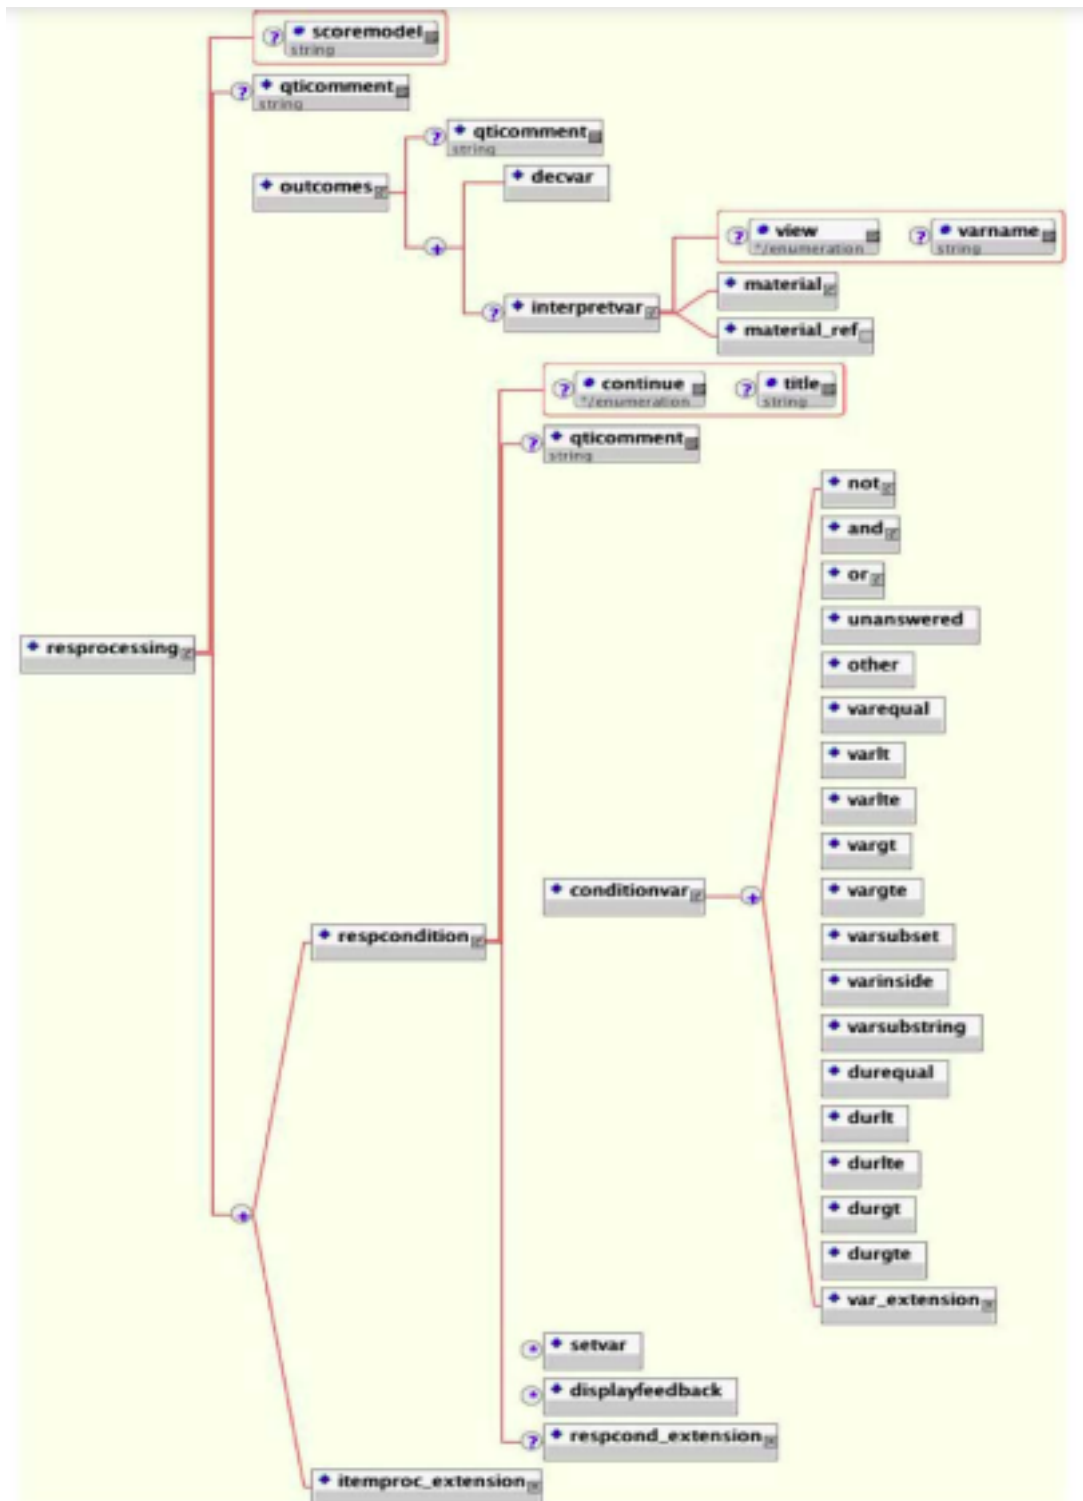 scoremodel
string
qticomment
string
qticomment
string
outcomes
decvar
view
*/enumeration
varname
string
interpretvar
material
material_ref
continue
*/enumeration
title
string
qticomment
string
not
and
or
unanswered
other
resprocessing
varequal
varlt
varlte
vargt
conditionvar
vargte
respcondition
varsubset
varinside
varsubstring
durequal
durlt
durlte
durgt
durgte
var_extension
setvar
displayfeedback
respcond_extension
itemproc_extension